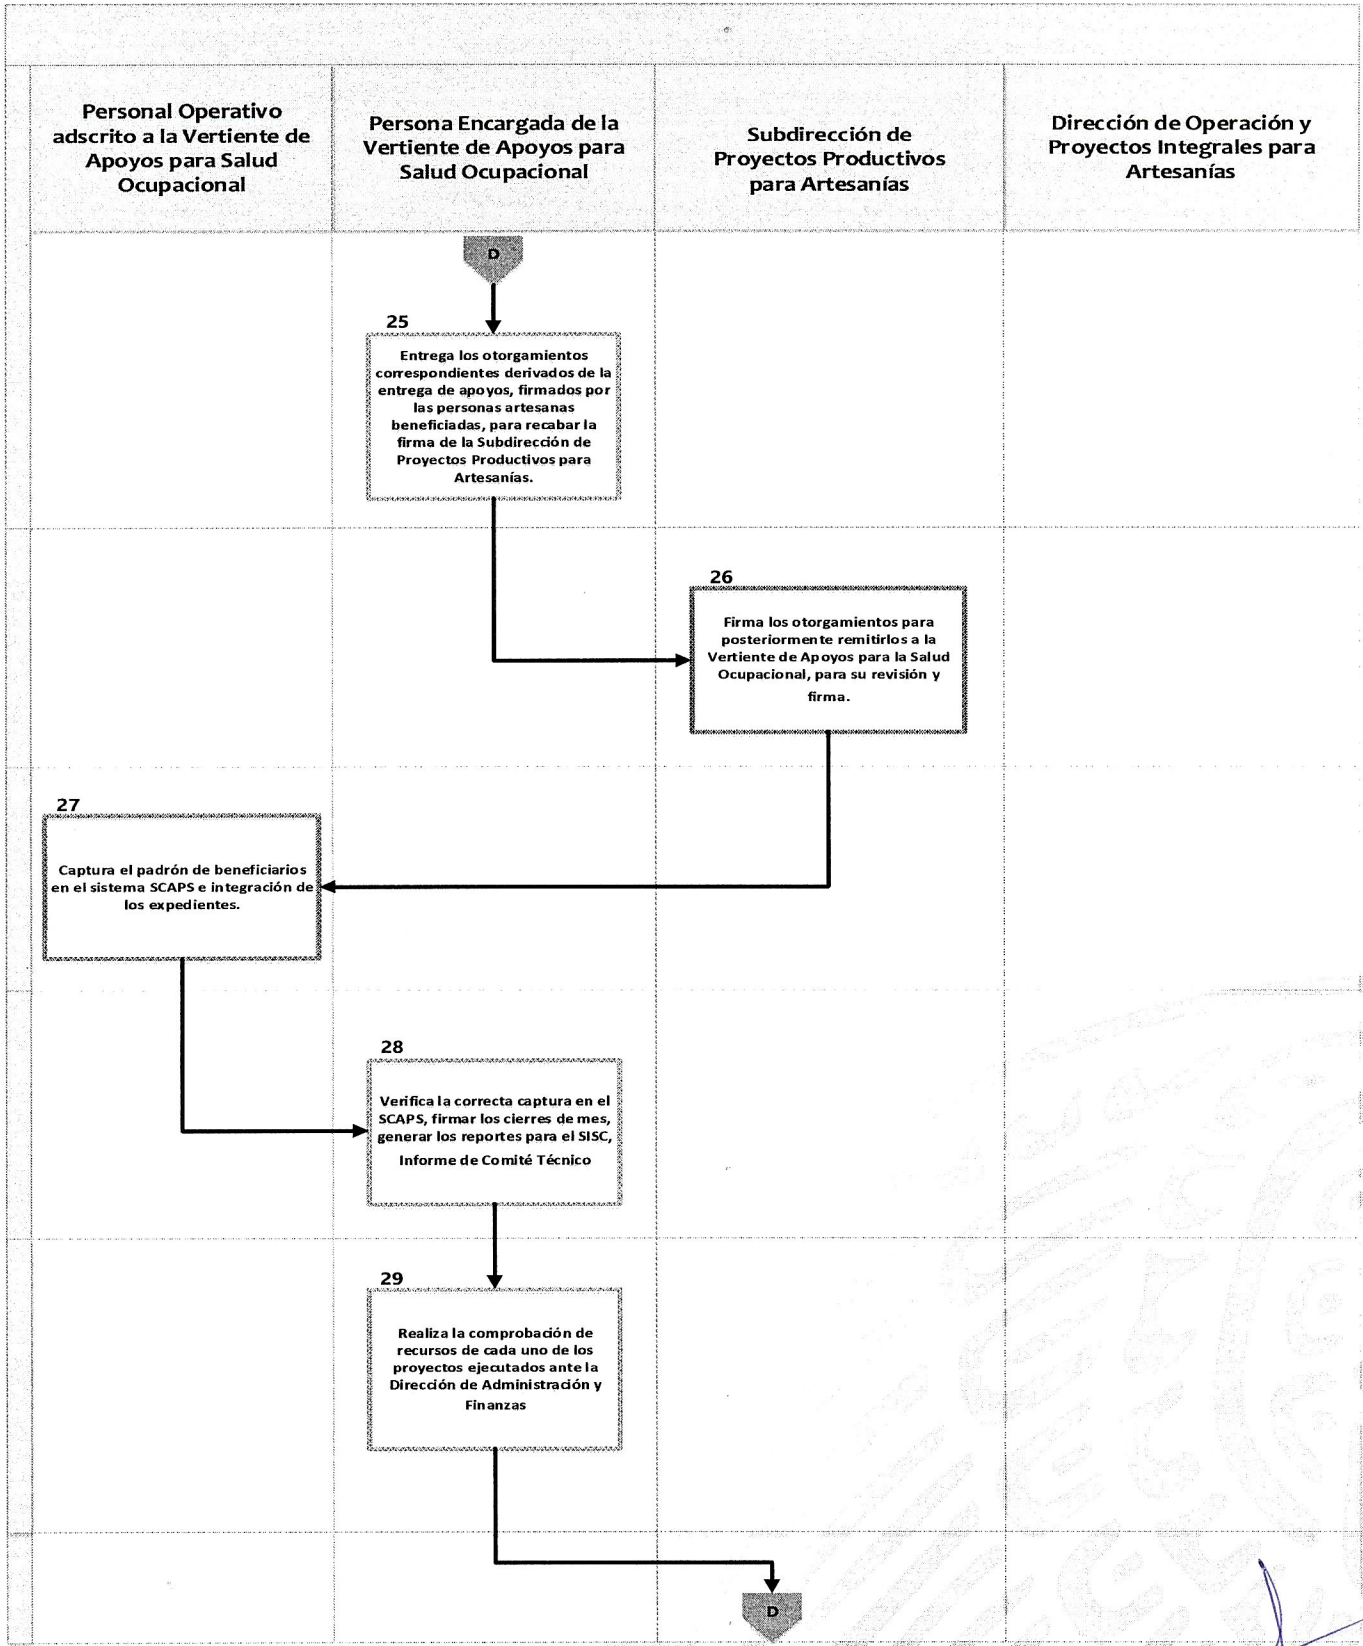 Personal Operativo
adscrito a la Vertiente de
Apoyos para Salud
Ocupacional
Persona Encargada de la
Vertiente de Apoyos para
Salud Ocupacional
Subdirección de
Proyectos Productivos
para Artesanías
Dirección de Operación y
Proyectos Integrales para
Artesanías
D
25
Entrega los otorgamientos
correspondientes derivados de la
entrega de apoyos, firmados por
las personas artesanas
beneficiadas, para recabar la
firma de la Subdirección de
Proyectos Productivos para
Artesanías.
26
Firma los otorgamientos para
posteriormente remitirlos a la
Vertiente de Apoyos para la Salud
Ocupacional, para su revisión y
firma.
27
Captura el padrón de beneficiarios
en el sistema SCAPS e integración de
los expedientes.
28
Verifica la correcta captura en el
SCAPS, firmar los cierres de mes,
generar los reportes para el SISC,
Informe de Comité Técnico
29
Realiza la comprobación de
recursos de cada uno de los
proyectos ejecutados ante la
Dirección de Administración y
Finanzas
D